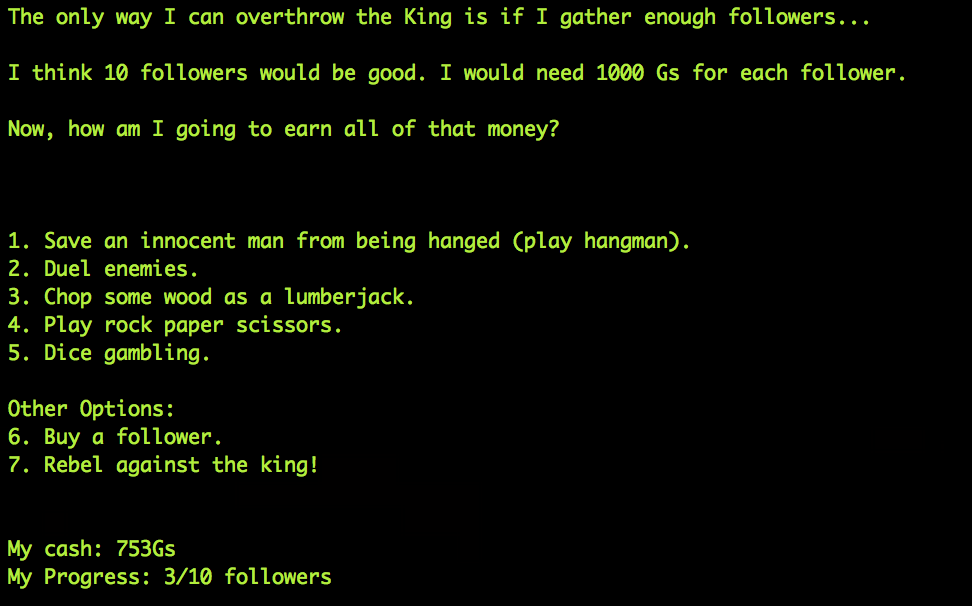 The only way I can overthrow the King is if I gather enough followers...
I think 10 followers would be good. I would need 1000 Gs for each follower.
Now, how am I going to earn all of that money?
1. Save an innocent man from being hanged (play hangman).
2. Duel enemies.
3. Chop some wood as a lumberjack.
4. Play rock paper scissors.
5. Dice gambling.
Other Options:
6. Buy a follower.
7. Rebel against the king!
My cash: 753Gs
My Progress: 3/10 followers